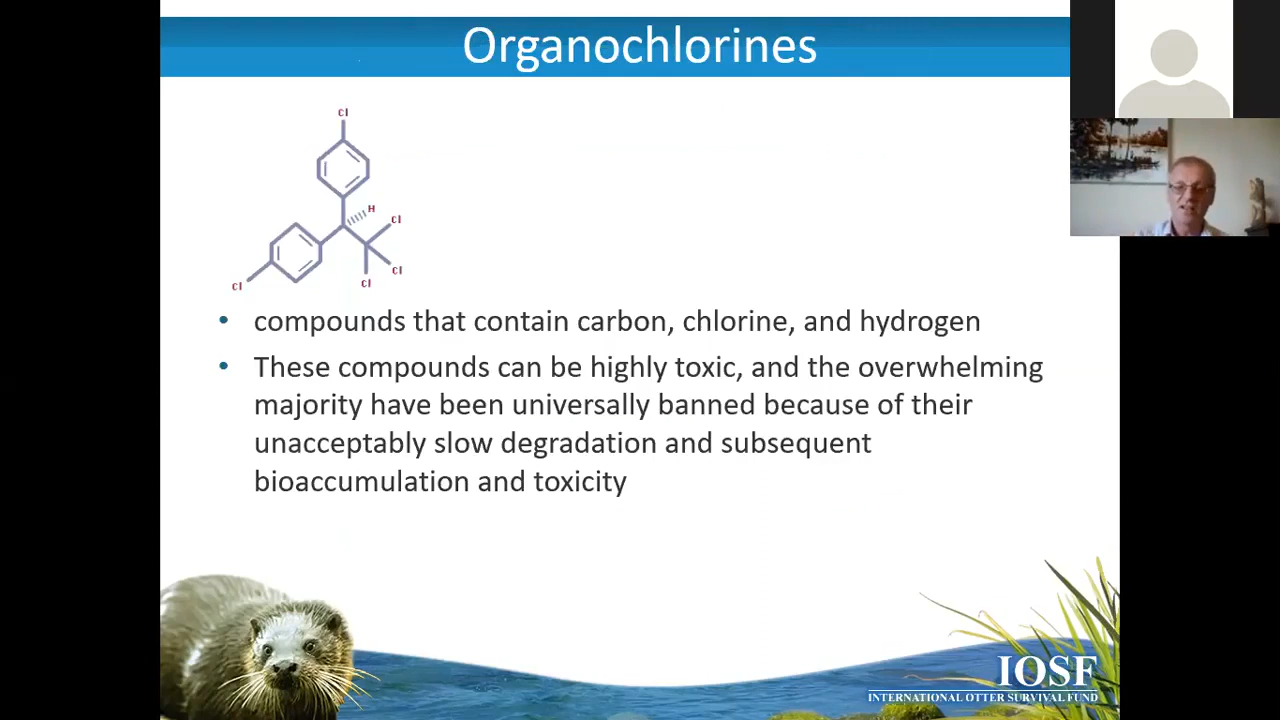 Organochlorines
Cl
H
Cl
Cl
Cl
Cl
• compounds that contain carbon, chlorine, and hydrogen
• These compounds can be highly toxic, and the overwhelming
majority have been universally banned because of their
unacceptably slow degradation and subsequent
bioaccumulation and toxicity
IOSF
INTERNATIONAL OTTER SURVIVAL FUND